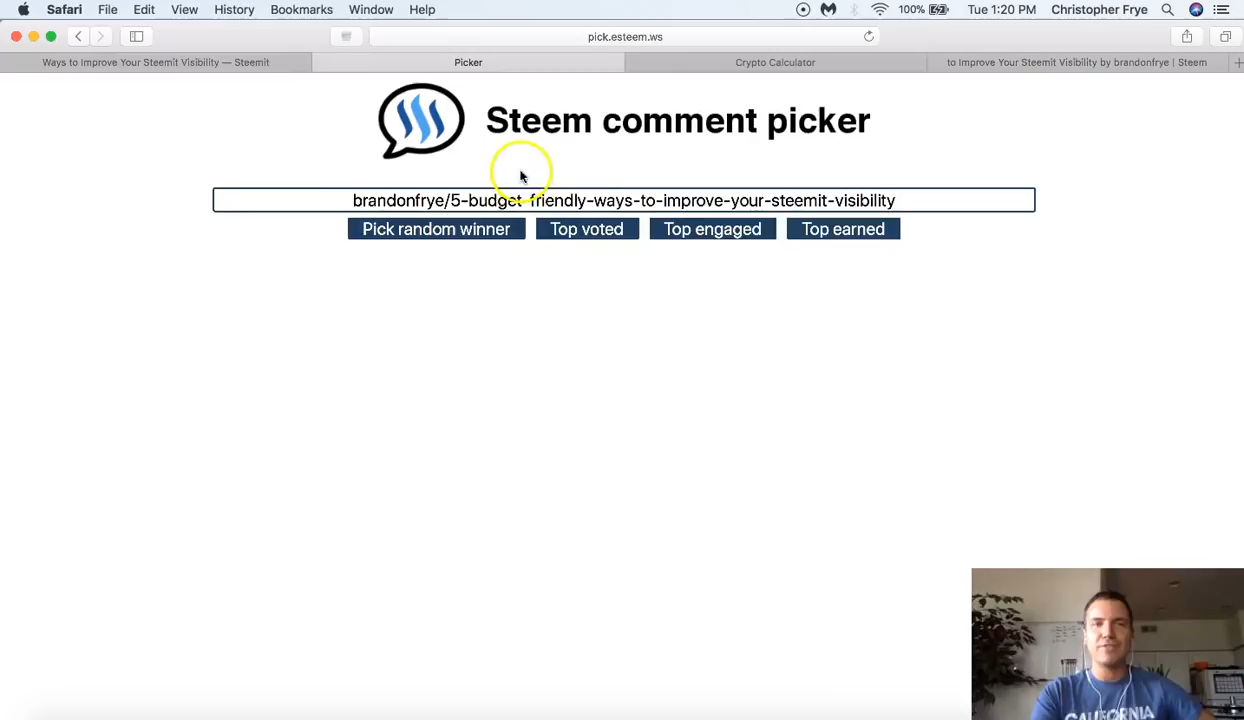 Safari File Edit View History Bookmarks Window Help 100% Tue 1:20 PM Christopher Frye
pick.esteem.ws
Ways to Improve Your Steemit Visibility — Steemit Picker Crypto Calculator to Improve Your Steemit Visibility by brandonfrye | Steem
Steem comment picker
brandonfrye/5-budget-friendly-ways-to-improve-your-steemit-visibility
Pick random winner Top voted Top engaged Top earned
CALIFORNIA